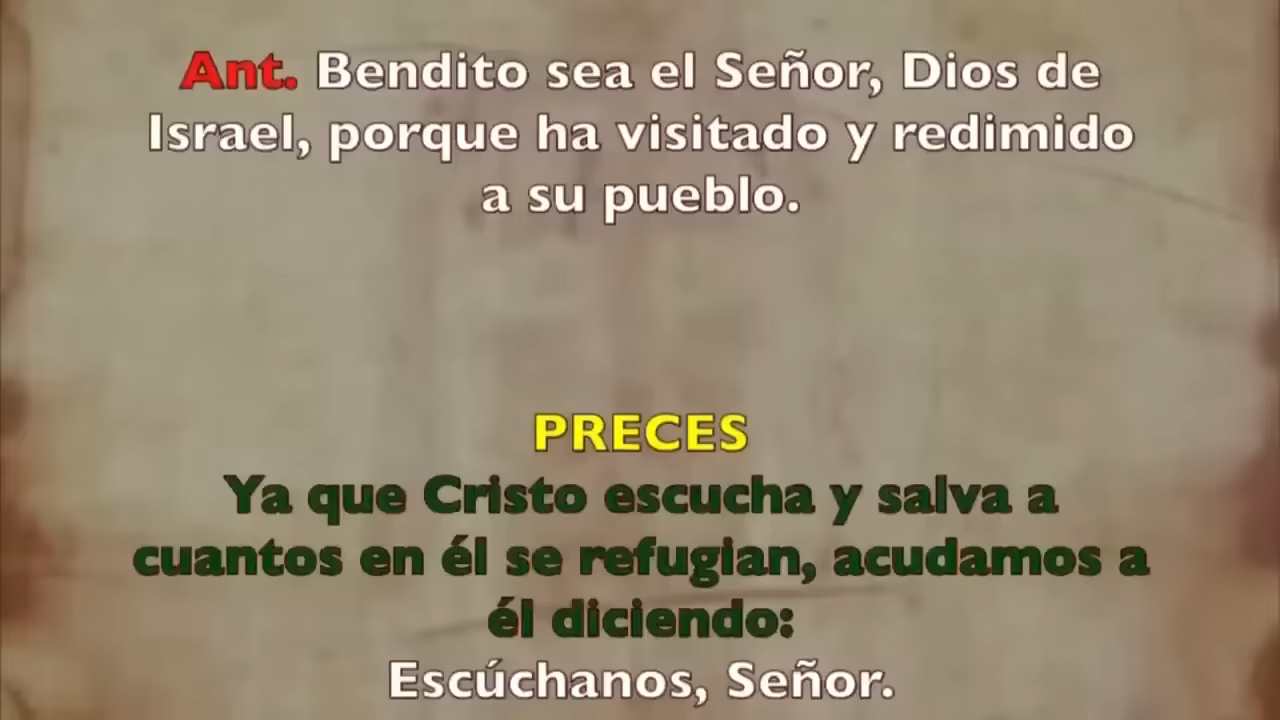 Ant. Bendito sea el Señor, Dios de
Israel, porque ha visitado y redimido
a su pueblo.
PRECES
Ya que Cristo escucha y salva a
cuantos en él se refugian, acudamos a
él diciendo:
Escúchanos, Señor.